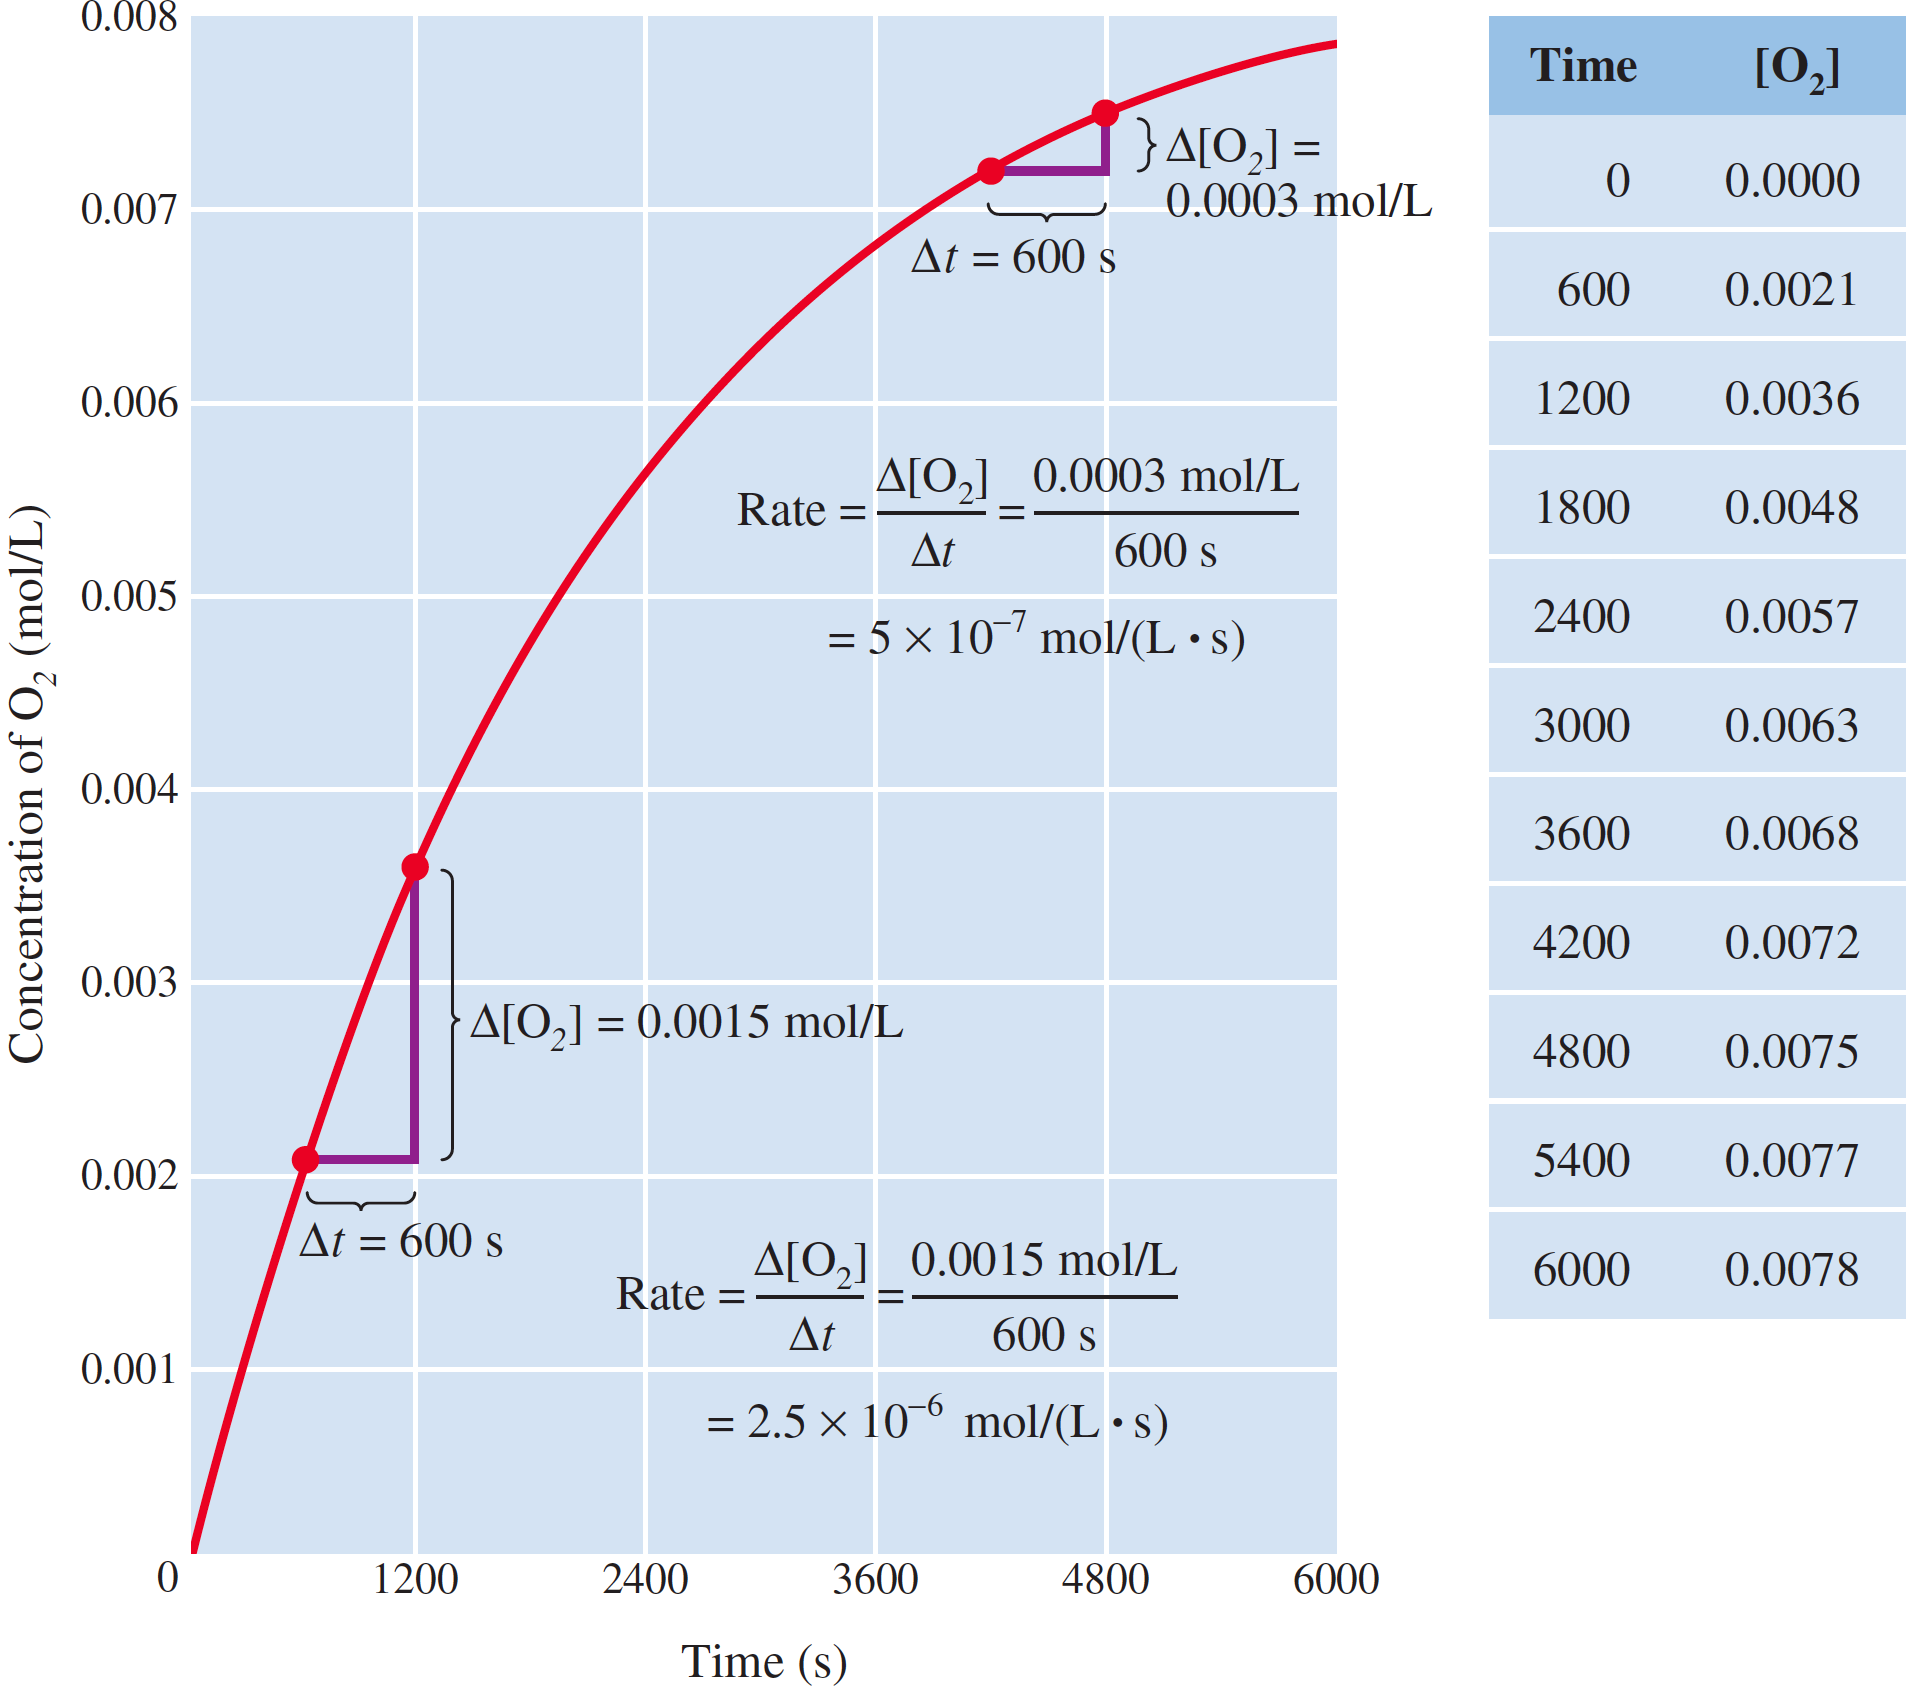 Concentration of O₂ (mol/L)
0.008
0.007
0.006
0.005
0.004
0.003
0.002
0.001
0
1200
2400
3600
4800
6000
Time (s)
Δ[O₂] =
0.0003 mol/L
Δt = 600 s
Rate = Δ[O₂]/Δt = 0.0003 mol/L / 600 s
= 5 × 10⁻⁷ mol/(L · s)
Δ[O₂] = 0.0015 mol/L
Δt = 600 s
Rate = Δ[O₂]/Δt = 0.0015 mol/L / 600 s
= 2.5 × 10⁻⁶ mol/(L · s)
Time [O₂]
0 0.0000
600 0.0021
1200 0.0036
1800 0.0048
2400 0.0057
3000 0.0063
3600 0.0068
4200 0.0072
4800 0.0075
5400 0.0077
6000 0.0078